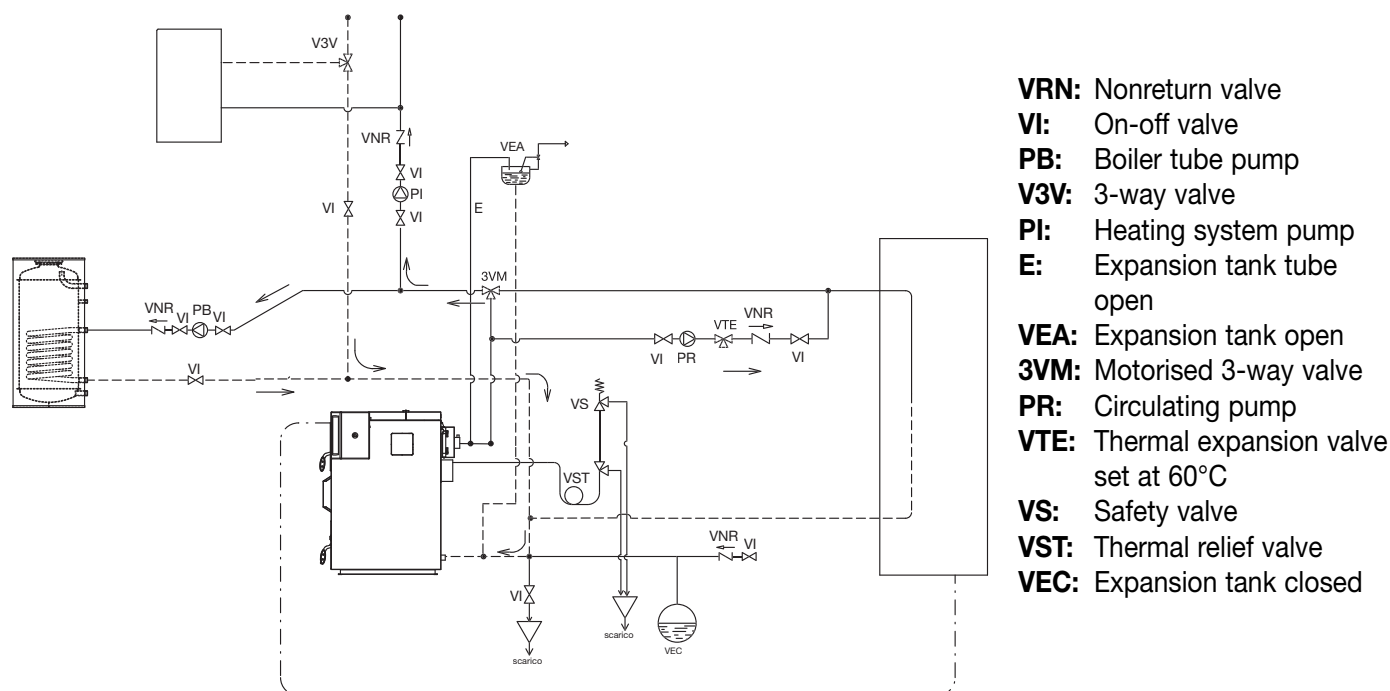 V3V
VNR
VI
PI
VI
VI
VEA
E
3VM
VNR
VI
PB
VI
VI
VI
PR
VTE
VNR
VI
VS
VST
VNR
VI
VI
scarico
scarico
VEC
VRN: Nonreturn valve
VI: On-off valve
PB: Boiler tube pump
V3V: 3-way valve
PI: Heating system pump
E: Expansion tank tube
open
VEA: Expansion tank open
3VM: Motorised 3-way valve
PR: Circulating pump
VTE: Thermal expansion valve
set at 60°C
VS: Safety valve
VST: Thermal relief valve
VEC: Expansion tank closed